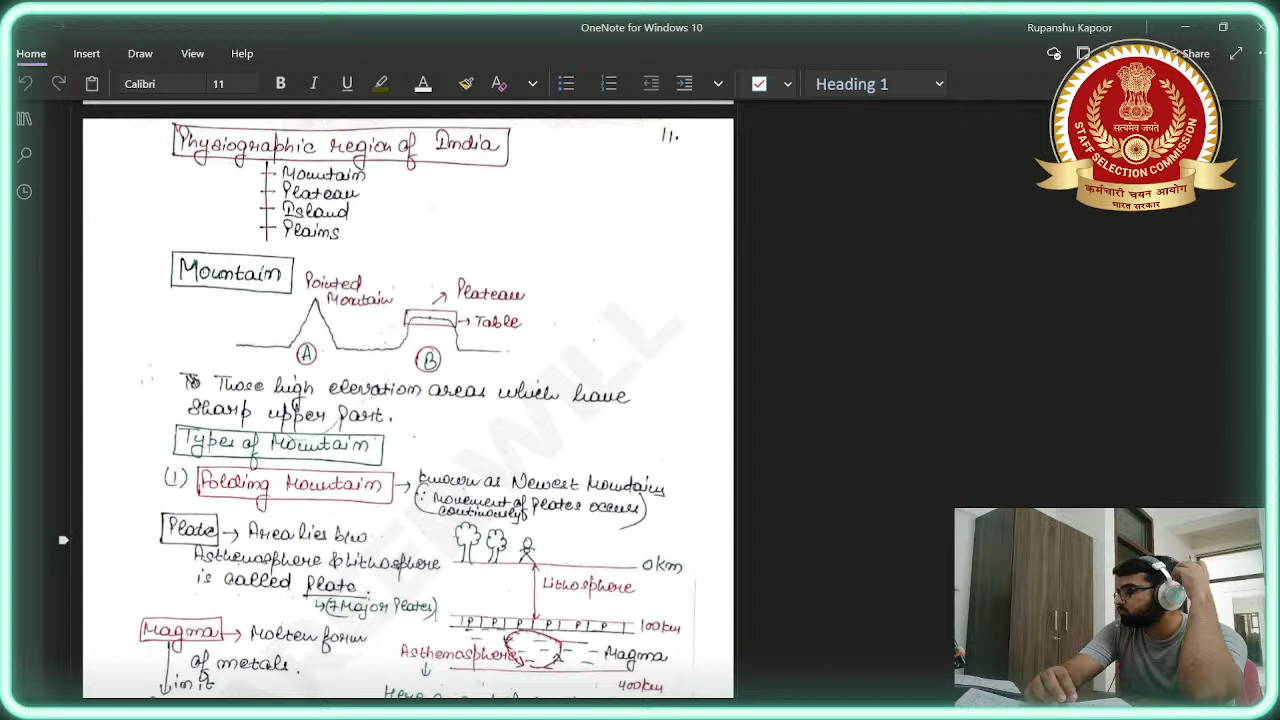 OneNote for Windows 10
Rupanshu Kapoor
Home Insert Draw View Help
Share
Calibri 11 B I U A Heading 1
Physiographic region of India
11.
Mountain
Plateau
Island
Plains
Mountain
Pointed
Mountain
Plateau
Table
A
B
Those high elevation areas which have
sharp upper part.
Types of Mountain
(1) Folding Mountain → known as Newest Mountains
(∵ movement of Plates occurs
continuously)
Plate → Area lies b/w
Asthenosphere & Lithosphere
is called Plate.
↳ (7 Major Plates)
0 km
Lithosphere
P P P P P P
100 km
Magma → Molten form
of metals.
in it
Asthenosphere
Magma
400 km
सत्यमेव जयते
STAFF SELECTION COMMISSION
कर्मचारी चयन आयोग
भारत सरकार